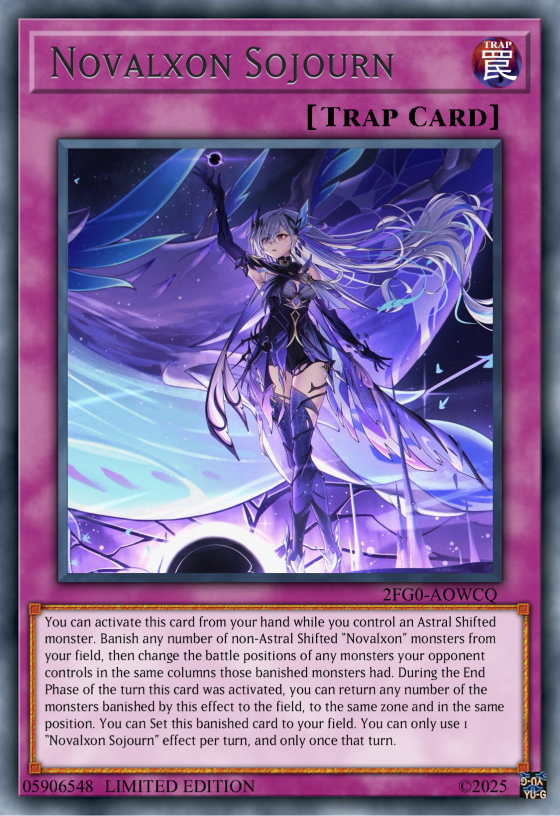 Novalxon Sojourn
TRAP
罠
[Trap Card]
2FG0-AOWCQ
You can activate this card from your hand while you control an Astral Shifted
monster. Banish any number of non-Astral Shifted "Novalxon" monsters from
your field, then change the battle positions of any monsters your opponent
controls in the same columns those banished monsters had. During the End
Phase of the turn this card was activated, you can return any number of the
monsters banished by this effect to the field, to the same zone and in the same
position. You can Set this banished card to your field. You can only use 1
"Novalxon Sojourn" effect per turn, and only once that turn.
05906548 LIMITED EDITION
©2025
YU-G